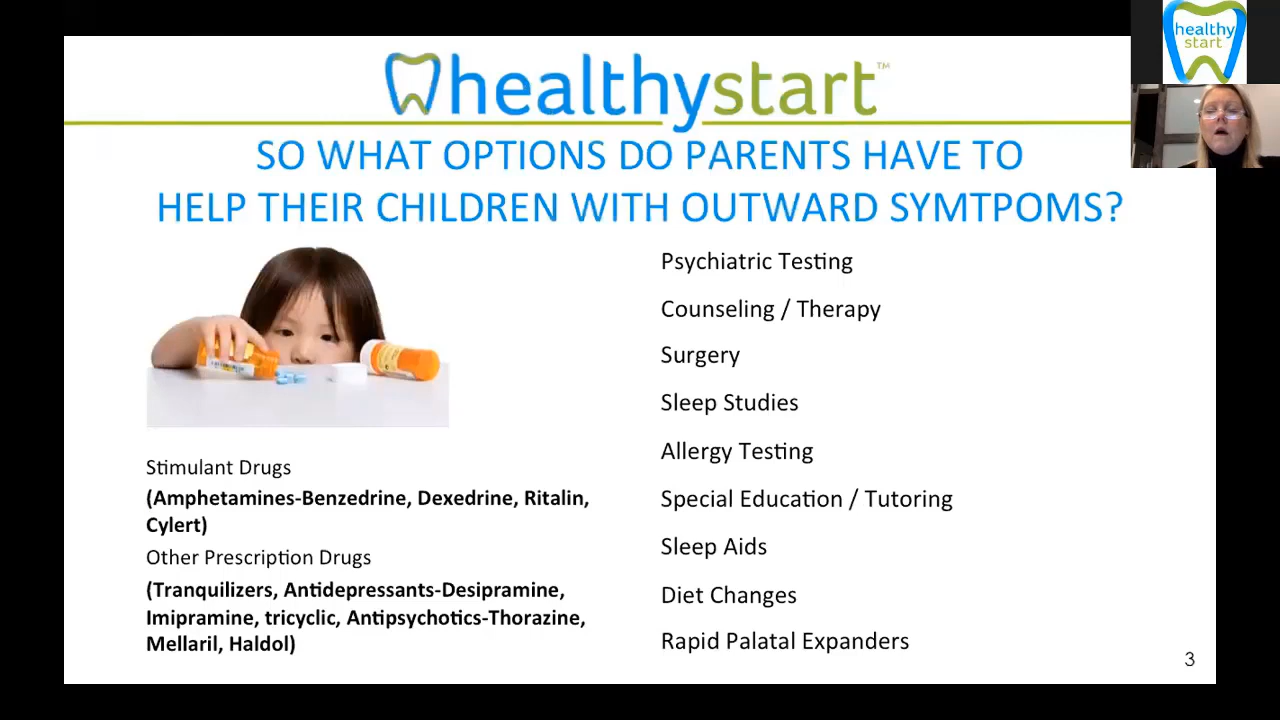 healthystart™
healthy
start
SO WHAT OPTIONS DO PARENTS HAVE TO
HELP THEIR CHILDREN WITH OUTWARD SYMTPOMS?
Stimulant Drugs
(Amphetamines-Benzedrine, Dexedrine, Ritalin,
Cylert)
Other Prescription Drugs
(Tranquilizers, Antidepressants-Desipramine,
Imipramine, tricyclic, Antipsychotics-Thorazine,
Mellaril, Haldol)
Psychiatric Testing
Counseling / Therapy
Surgery
Sleep Studies
Allergy Testing
Special Education / Tutoring
Sleep Aids
Diet Changes
Rapid Palatal Expanders
3